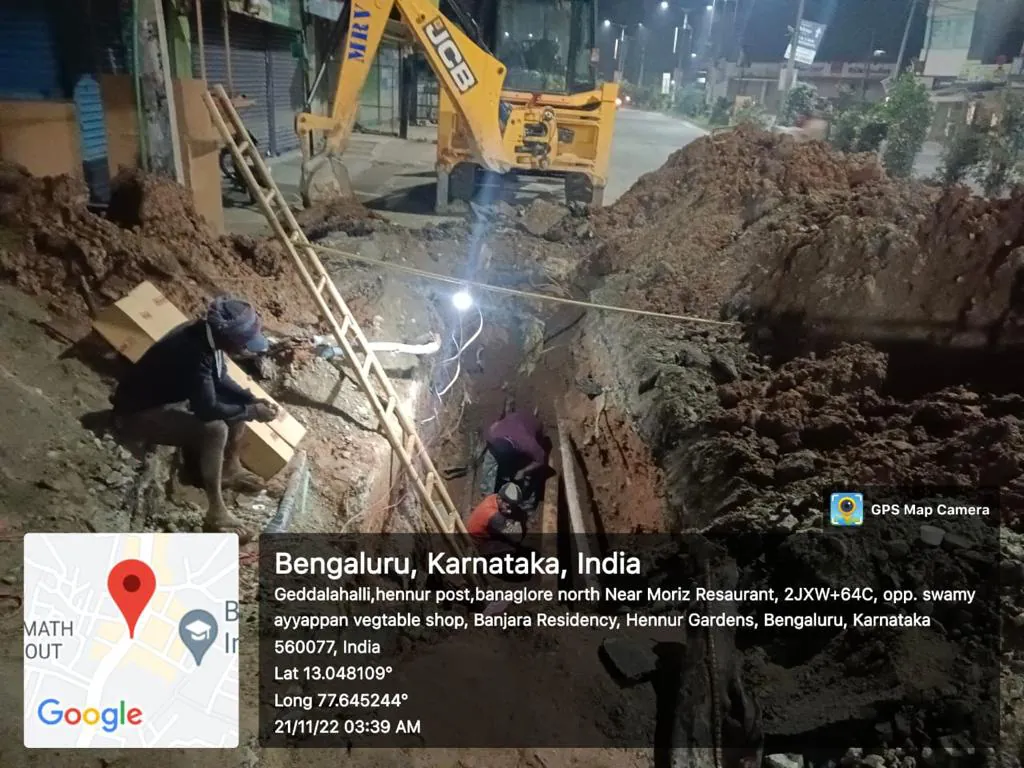 MRV
JCB
GPS Map Camera
Bengaluru, Karnataka, India
Geddalahalli,hennur post,banaglore north Near Moriz Resaurant, 2JXW+64C, opp. swamy
ayyappan vegtable shop, Banjara Residency, Hennur Gardens, Bengaluru, Karnataka
560077, India
Lat 13.048109°
Long 77.645244°
21/11/22 03:39 AM
MATH
OUT
B
Ir
Google